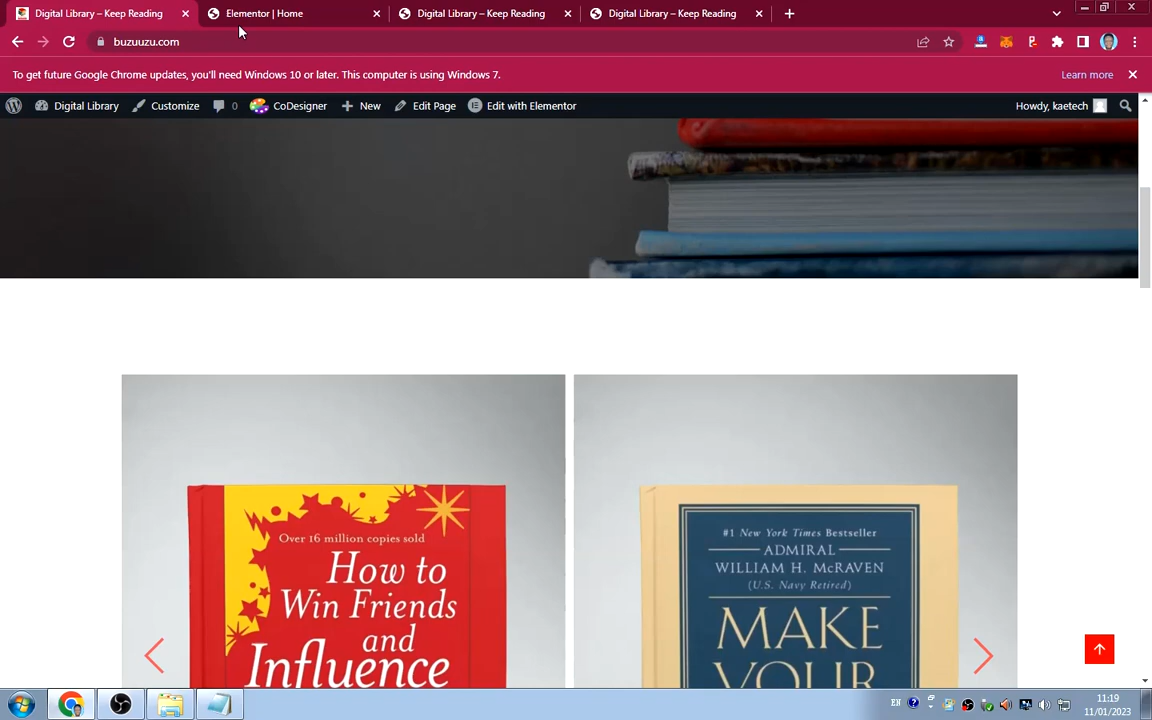 Digital Library – Keep Reading
Elementor | Home
Digital Library – Keep Reading
Digital Library – Keep Reading
buzuuzu.com
To get future Google Chrome updates, you'll need Windows 10 or later. This computer is using Windows 7.
Learn more
Digital Library
Customize
0
CoDesigner
New
Edit Page
Edit with Elementor
Howdy, kaetech
Over 16 million copies sold
How to
Win Friends
and
Influence
#1 New York Times Bestseller
ADMIRAL
WILLIAM H. McRAVEN
(U.S. Navy Retired)
MAKE
YOUR
EN
11:19
11/01/2023